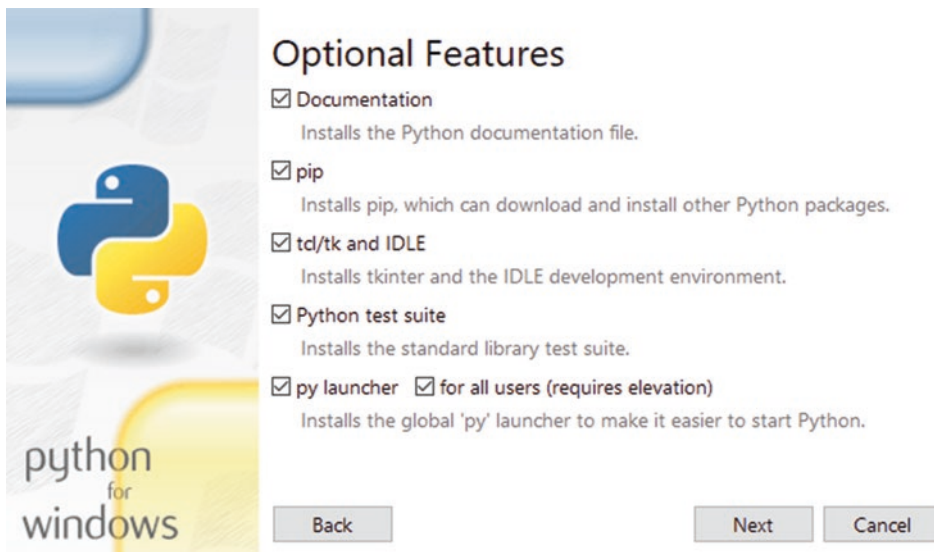 Optional Features
Documentation
Installs the Python documentation file.
pip
Installs pip, which can download and install other Python packages.
tcl/tk and IDLE
Installs tkinter and the IDLE development environment.
Python test suite
Installs the standard library test suite.
py launcher for all users (requires elevation)
Installs the global 'py' launcher to make it easier to start Python.
python
for
windows
Back Next Cancel